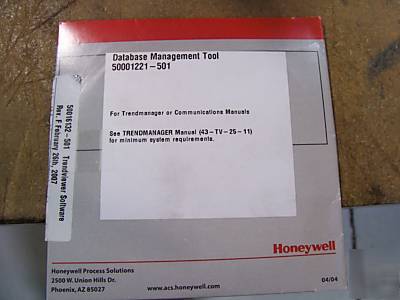 Database Management Tool
50001221-501
For Trendmanager or Communications Manuals
See TRENDMANAGER Manual (43-TV-25-11)
for minimum system requirements.
50016132-501 Trendviewer Software
Rev. F February 26th, 2007
Honeywell
Honeywell Process Solutions
2500 W. Union Hills Dr.
Phoenix, AZ 85027
www.acs.honeywell.com
04/04